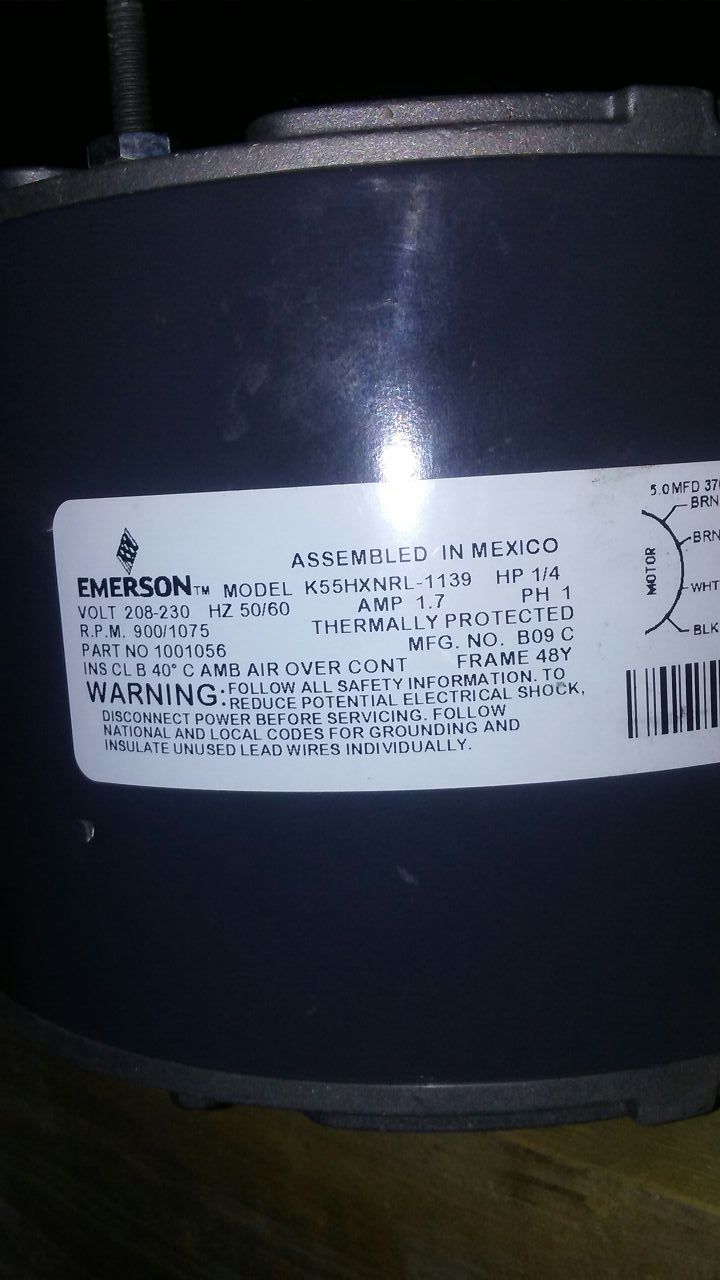 ASSEMBLED IN MEXICO
EMERSON™ MODEL K55HXNRL-1139 HP 1/4
VOLT 208-230 HZ 50/60 AMP 1.7 PH 1
R.P.M. 900/1075 THERMALLY PROTECTED
PART NO 1001056 MFG. NO. B09 C
INS CL B 40° C AMB AIR OVER CONT FRAME 48Y
WARNING: FOLLOW ALL SAFETY INFORMATION. TO
REDUCE POTENTIAL ELECTRICAL SHOCK,
DISCONNECT POWER BEFORE SERVICING. FOLLOW
NATIONAL AND LOCAL CODES FOR GROUNDING AND
INSULATE UNUSED LEAD WIRES INDIVIDUALLY.
5.0 MFD
BRN
BRN
MOTOR
WHT
BLK